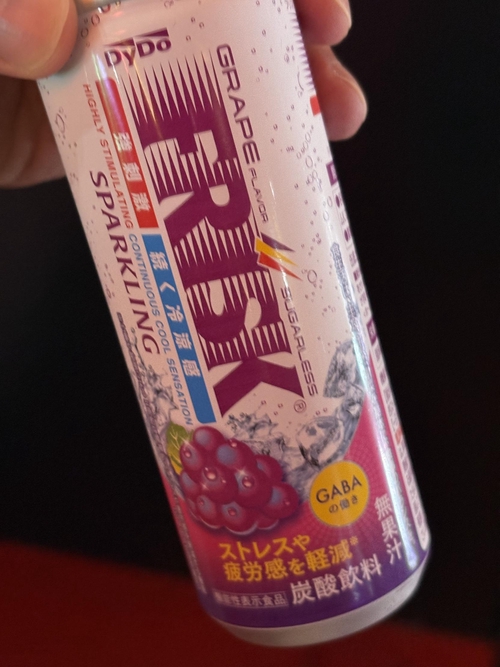 DyDo
GRAPE FLAVOR
FRISK
SUGARLESS
®
強刺激
HIGHLY STIMULATING
続く冷涼感
CONTINUOUS COOL SENSATION
SPARKLING
GABA
の働き
ストレスや
疲労感を軽減※
無果汁
機能性表示食品
炭酸飲料